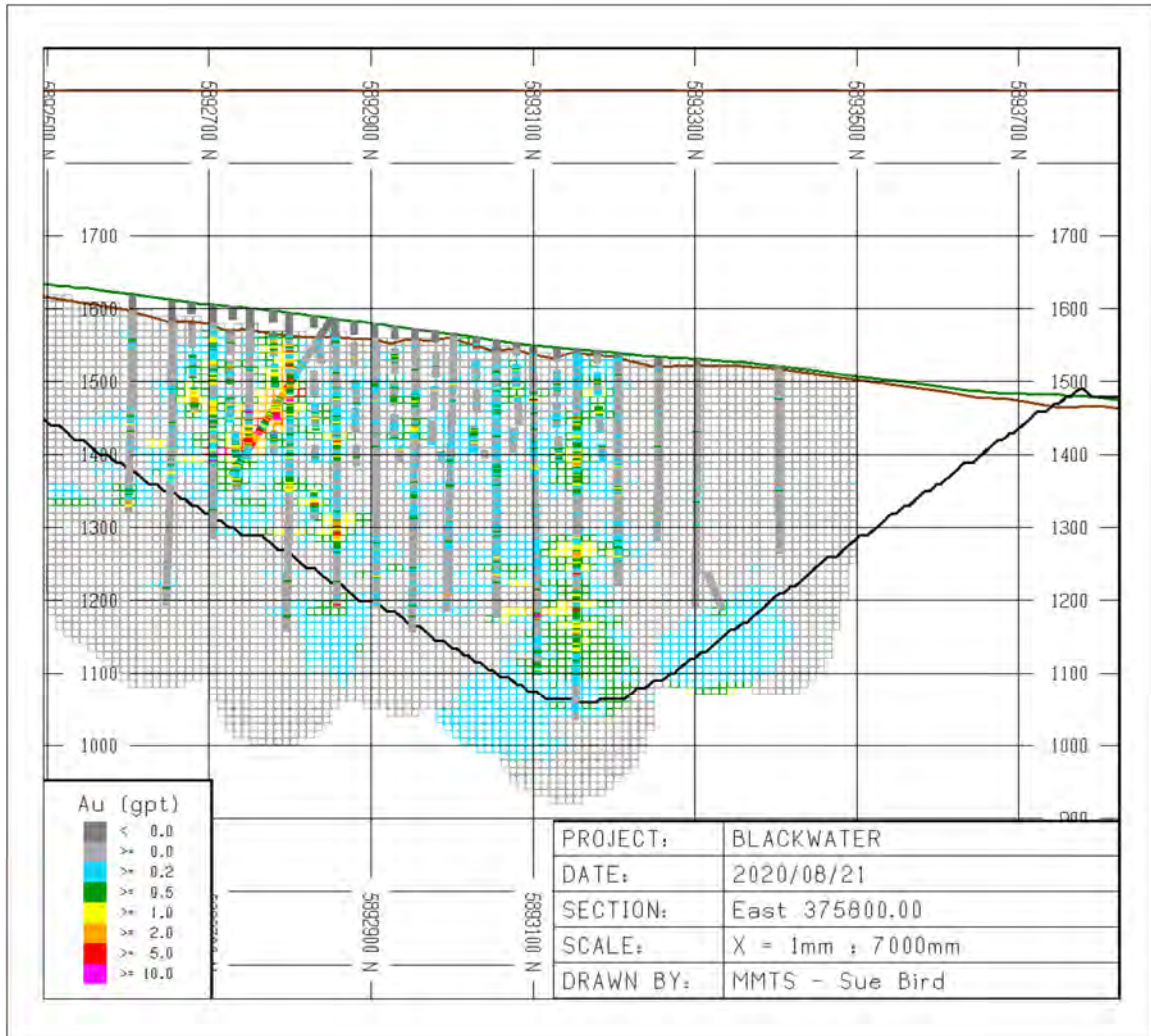 5892500 N
5892700 N
5892900 N
5893100 N
5893300 N
5893500 N
5893700 N
1700 1700
1600 1600
1500 1500
1400 1400
1300 1300
1200 1200
1100 1100
1000 1000
900
Au (gpt)
< 0.0
>= 0.0
>= 0.2
>= 0.5
>= 1.0
>= 2.0
>= 5.0
>= 10.0
5892900 N
5893100 N
PROJECT: BLACKWATER
DATE: 2020/08/21
SECTION: East 375800.00
SCALE: X = 1mm : 7000mm
DRAWN BY: MMTS - Sue Bird